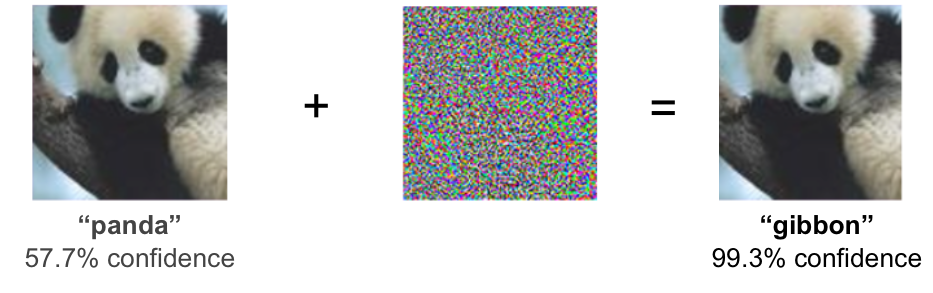 +
=
“panda”
57.7% confidence
“gibbon”
99.3% confidence